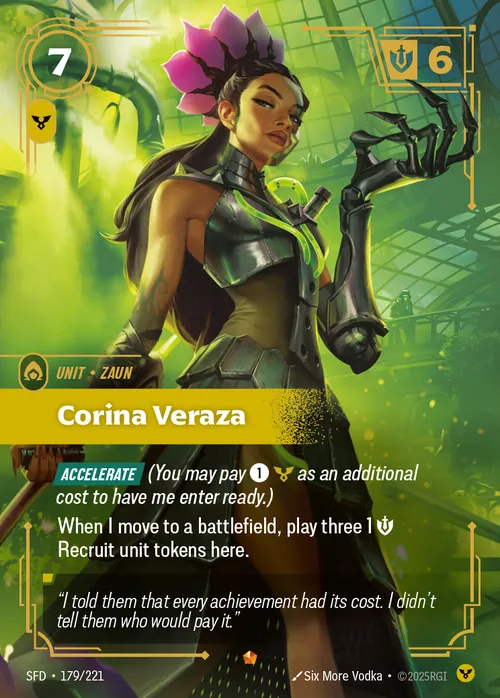 7
6
UNIT • ZAUN
Corina Veraza
ACCELERATE (You may pay 1 as an additional
cost to have me enter ready.)
When I move to a battlefield, play three 1
Recruit unit tokens here.
“I told them that every achievement had its cost. I didn’t
tell them who would pay it.”
SFD • 179/221
Six More Vodka • ©2025RGI